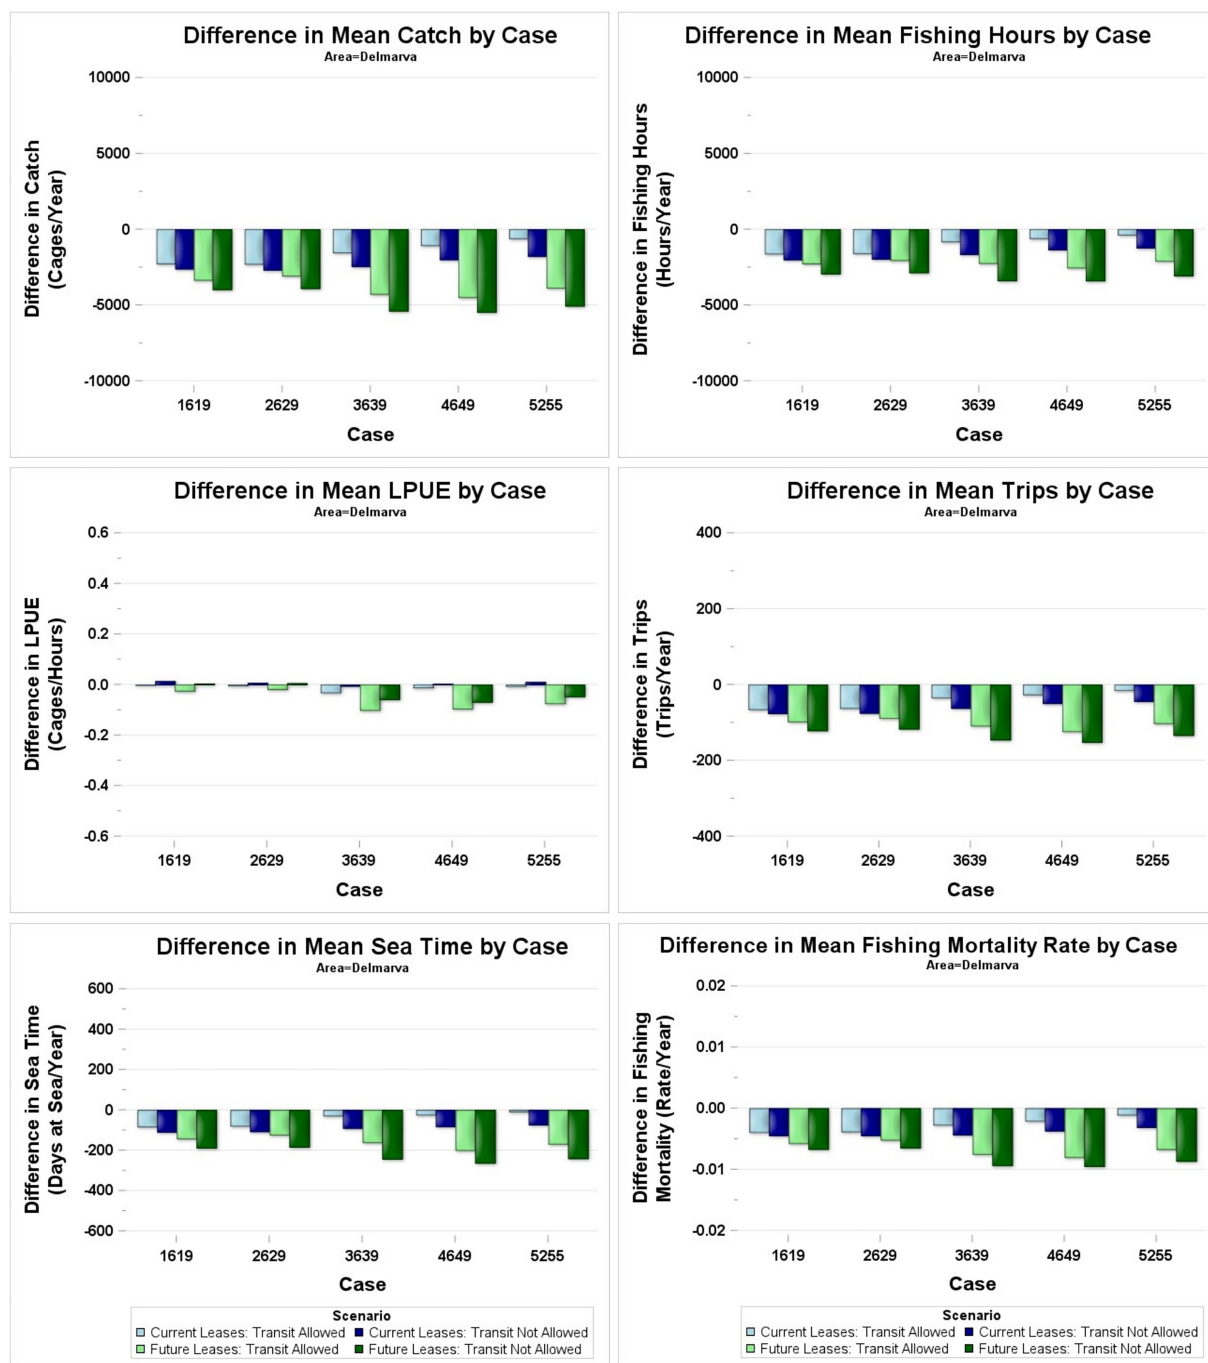 Difference in Mean Catch by Case
Area=Delmarva
Difference in Catch
(Cages/Year)
10000
5000
0
-5000
-10000
1619 2629 3639 4649 5255
Case
Difference in Mean Fishing Hours by Case
Area=Delmarva
Difference in Fishing Hours
(Hours/Year)
10000
5000
0
-5000
-10000
1619 2629 3639 4649 5255
Case
Difference in Mean LPUE by Case
Area=Delmarva
Difference in LPUE
(Cages/Hours)
0.6
0.4
0.2
0.0
-0.2
-0.4
-0.6
1619 2629 3639 4649 5255
Case
Difference in Mean Trips by Case
Area=Delmarva
Difference in Trips
(Trips/Year)
400
200
0
-200
-400
1619 2629 3639 4649 5255
Case
Difference in Mean Sea Time by Case
Area=Delmarva
Difference in Sea Time
(Days at Sea/Year)
600
400
200
0
-200
-400
-600
1619 2629 3639 4649 5255
Case
Scenario
Current Leases: Transit Allowed Current Leases: Transit Not Allowed
Future Leases: Transit Allowed Future Leases: Transit Not Allowed
Difference in Mean Fishing Mortality Rate by Case
Area=Delmarva
Difference in Fishing
Mortality (Rate/Year)
0.02
0.01
0.00
-0.01
-0.02
1619 2629 3639 4649 5255
Case
Scenario
Current Leases: Transit Allowed Current Leases: Transit Not Allowed
Future Leases: Transit Allowed Future Leases: Transit Not Allowed